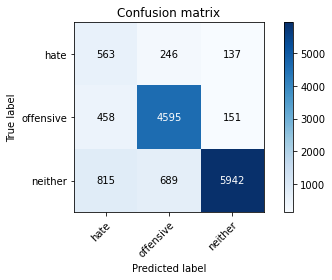 Confusion matrix
hate 563 246 137
offensive 458 4595 151
neither 815 689 5942
hate offensive neither
True label
Predicted label
5000
4000
3000
2000
1000